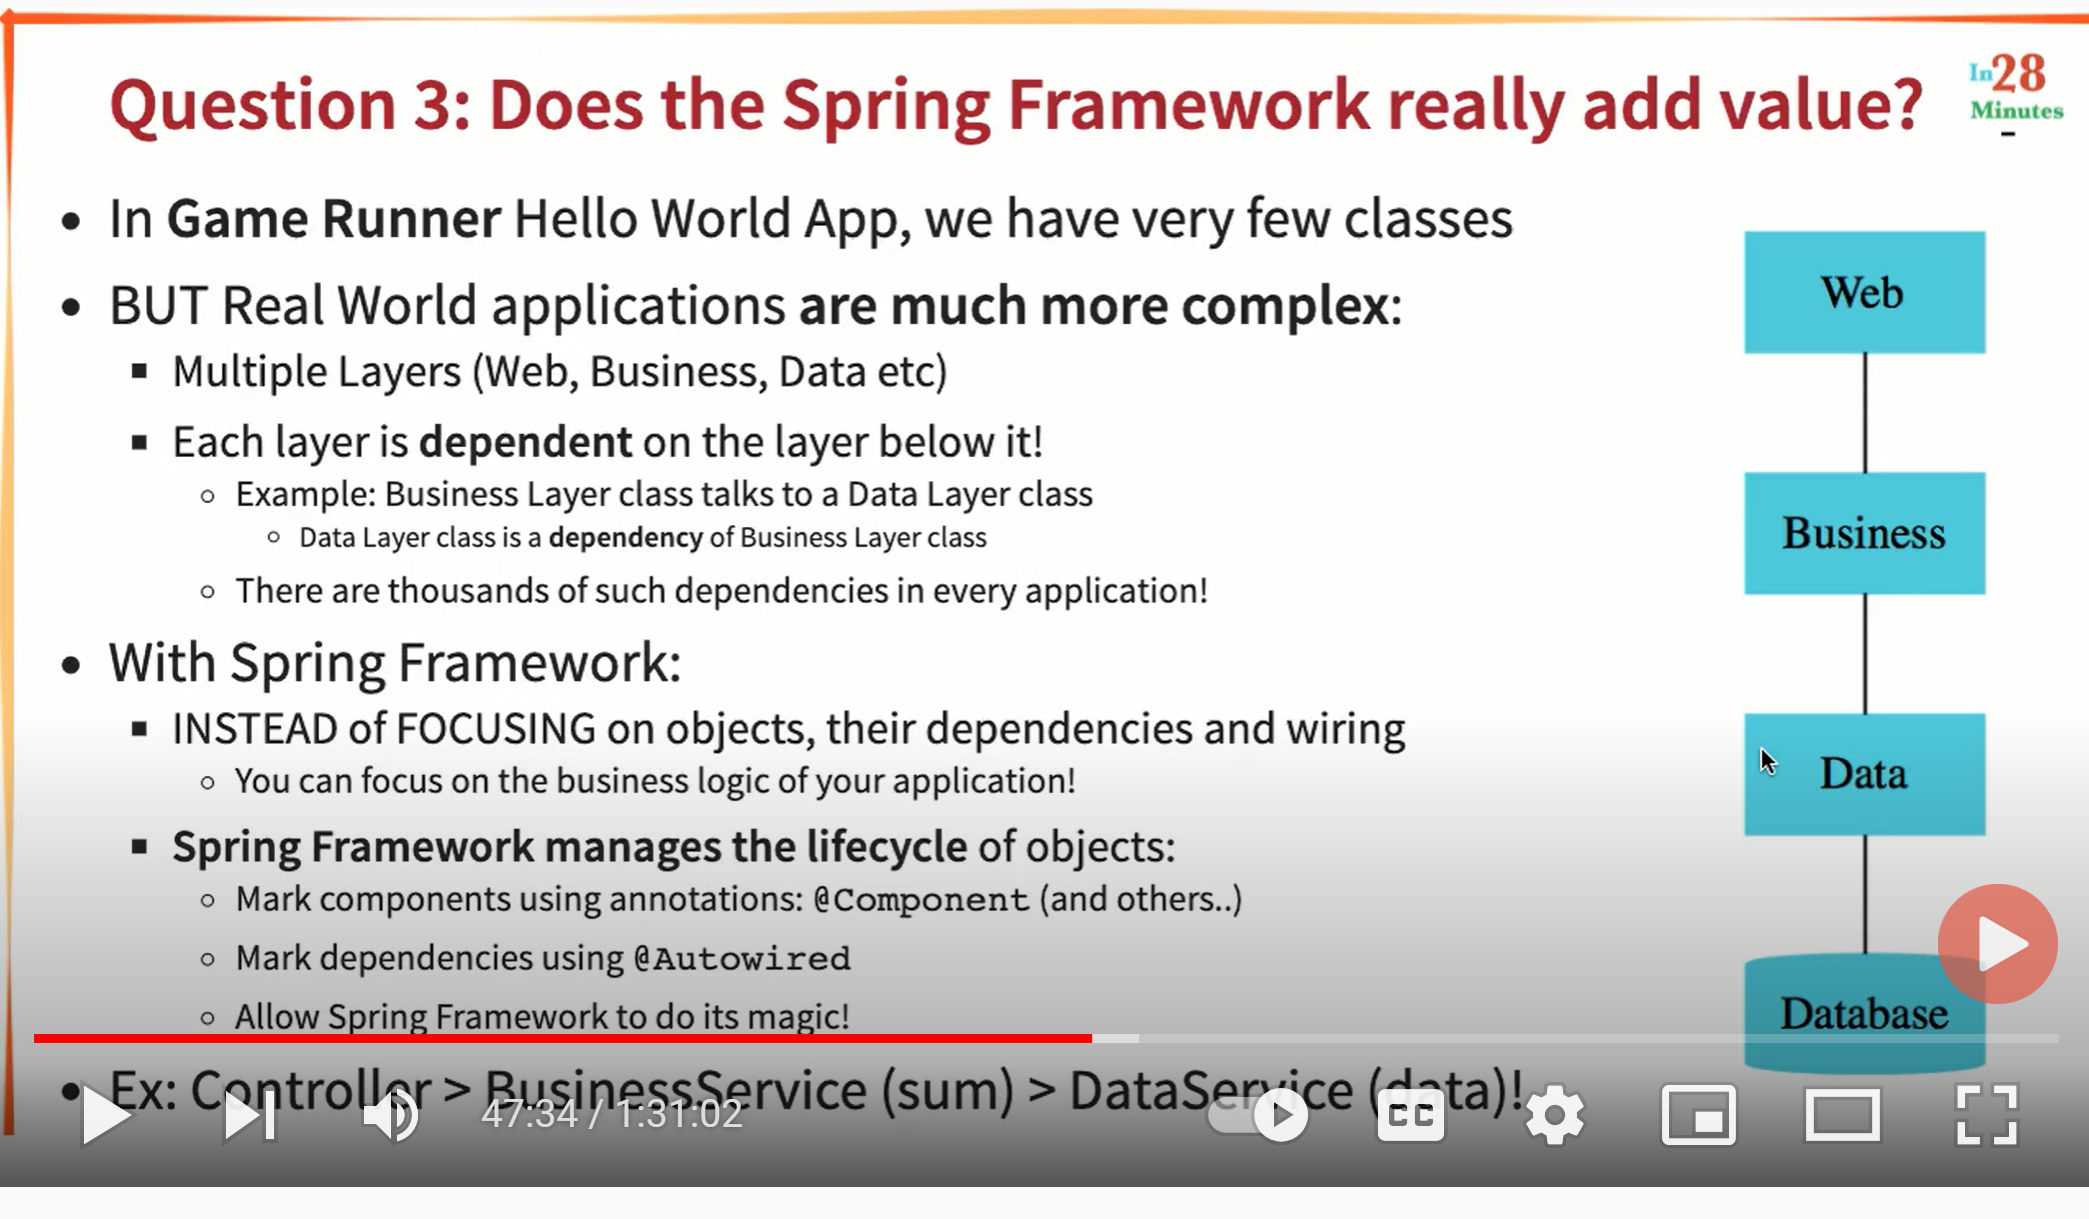 Question 3: Does the Spring Framework really add value?
In28
Minutes
• In Game Runner Hello World App, we have very few classes
• BUT Real World applications are much more complex:
▪ Multiple Layers (Web, Business, Data etc)
▪ Each layer is dependent on the layer below it!
○ Example: Business Layer class talks to a Data Layer class
○ Data Layer class is a dependency of Business Layer class
○ There are thousands of such dependencies in every application!
• With Spring Framework:
▪ INSTEAD of FOCUSING on objects, their dependencies and wiring
○ You can focus on the business logic of your application!
▪ Spring Framework manages the lifecycle of objects:
○ Mark components using annotations: @Component (and others..)
○ Mark dependencies using @Autowired
○ Allow Spring Framework to do its magic!
• Ex: Controller > BusinessService (sum) > DataService (data)!
Web
Business
Data
Database
47:34 / 1:31:02
CC